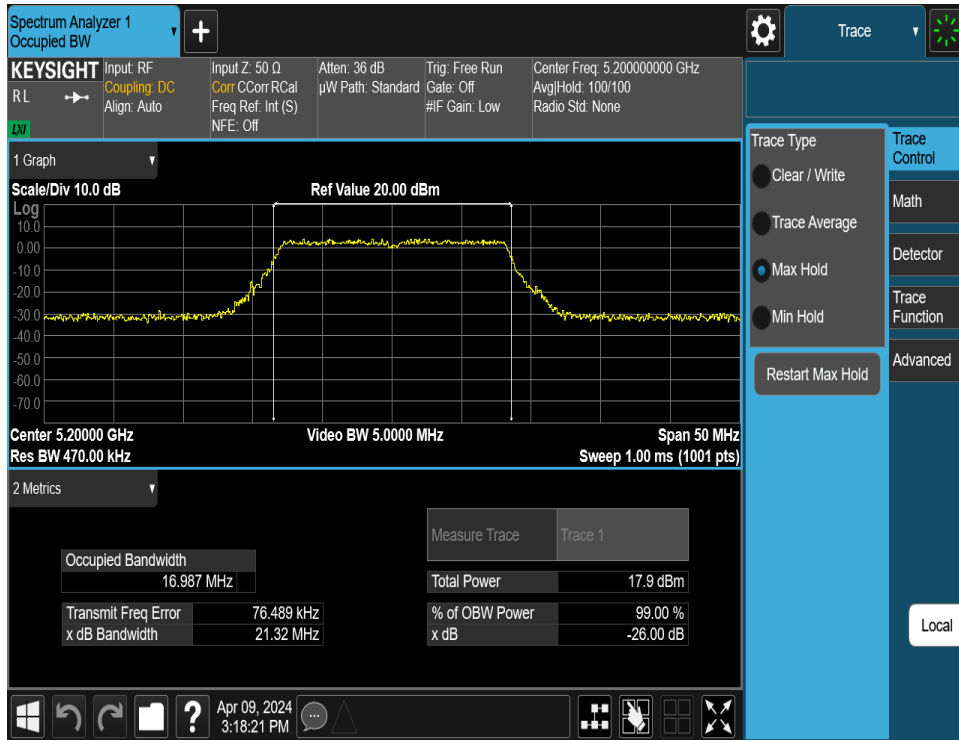 Spectrum Analyzer 1
Occupied BW
+
Trace
KEYSIGHT
R L
LXI
Input: RF
Coupling: DC
Align: Auto
Input Z: 50 Ω
Corr CCorr RCal
Freq Ref: Int (S)
NFE: Off
Atten: 36 dB
µW Path: Standard
Trig: Free Run
Gate: Off
#IF Gain: Low
Center Freq: 5.200000000 GHz
Avg|Hold: 100/100
Radio Std: None
1 Graph
Scale/Div 10.0 dB
Ref Value 20.00 dBm
Log
10.0
0.00
-10.0
-20.0
-30.0
-40.0
-50.0
-60.0
-70.0
Center 5.20000 GHz
Video BW 5.0000 MHz
Span 50 MHz
Res BW 470.00 kHz
Sweep 1.00 ms (1001 pts)
2 Metrics
Measure Trace
Trace 1
Occupied Bandwidth
16.987 MHz
Total Power
17.9 dBm
Transmit Freq Error
76.489 kHz
% of OBW Power
99.00 %
x dB Bandwidth
21.32 MHz
x dB
-26.00 dB
Trace Type
Clear / Write
Trace Average
Max Hold
Min Hold
Restart Max Hold
Trace
Control
Math
Detector
Trace
Function
Advanced
Local
?
Apr 09, 2024
3:18:21 PM